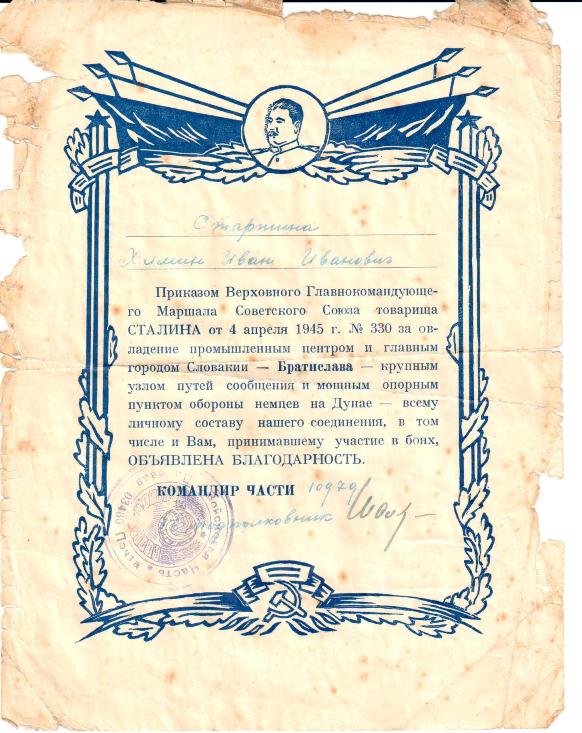 Старшина
Химин Иван Иванович
Приказом Верховного Главнокомандующе-
го Маршала Советского Союза товарища
СТАЛИНА от 4 апреля 1945 г. № 330 за ов-
ладение промышленным центром и главным
городом Словакии — Братислава — крупным
узлом путей сообщения и мощным опорным
пунктом обороны немцев на Дунае — всему
личному составу нашего соединения, в том
числе и Вам, принимавшему участие в боях,
ОБЪЯВЛЕНА БЛАГОДАРНОСТЬ.
КОМАНДИР ЧАСТИ 10979
подполковник
Часть